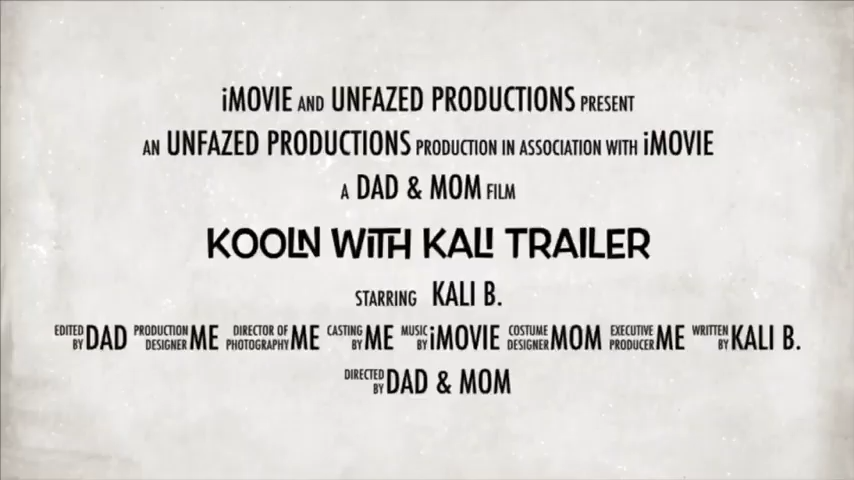 iMOVIE AND UNFAZED PRODUCTIONS PRESENT
AN UNFAZED PRODUCTIONS PRODUCTION IN ASSOCIATION WITH iMOVIE
A DAD & MOM FILM
KOOLN WITH KALI TRAILER
STARRING KALI B.
EDITED BY DAD PRODUCTION DESIGNER ME DIRECTOR OF PHOTOGRAPHY ME CASTING BY ME MUSIC BY iMOVIE COSTUME DESIGNER MOM EXECUTIVE PRODUCER ME WRITTEN BY KALI B.
DIRECTED BY DAD & MOM